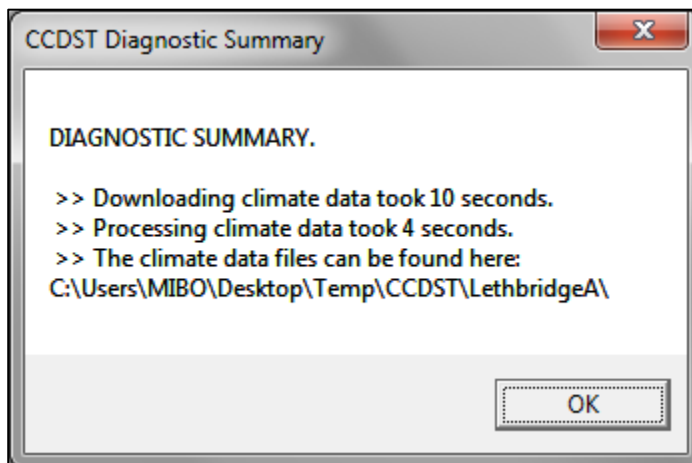 CCDST Diagnostic Summary
DIAGNOSTIC SUMMARY.
>> Downloading climate data took 10 seconds.
>> Processing climate data took 4 seconds.
>> The climate data files can be found here:
C:\Users\MIBO\Desktop\Temp\CCDST\LethbridgeA\
OK